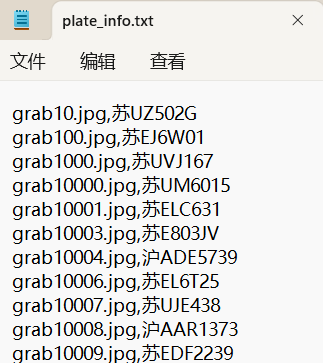 plate_info.txt
文件 编辑 查看
grab10.jpg,苏UZ502G
grab100.jpg,苏EJ6W01
grab1000.jpg,苏UVJ167
grab10000.jpg,苏UM6015
grab10001.jpg,苏ELC631
grab10003.jpg,苏E803JV
grab10004.jpg,沪ADE5739
grab10006.jpg,苏EL6T25
grab10007.jpg,苏UJE438
grab10008.jpg,沪AAR1373
grab10009.jpg,苏EDF2239